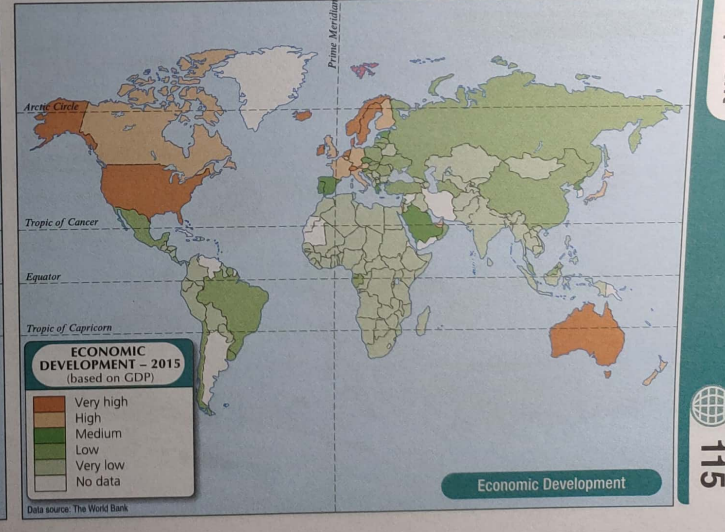 Prime Meridian
Arctic Circle
Tropic of Cancer
Equator
Tropic of Capricorn
ECONOMIC
DEVELOPMENT – 2015
(based on GDP)
Very high
High
Medium
Low
Very low
No data
Data source: The World Bank
Economic Development
115